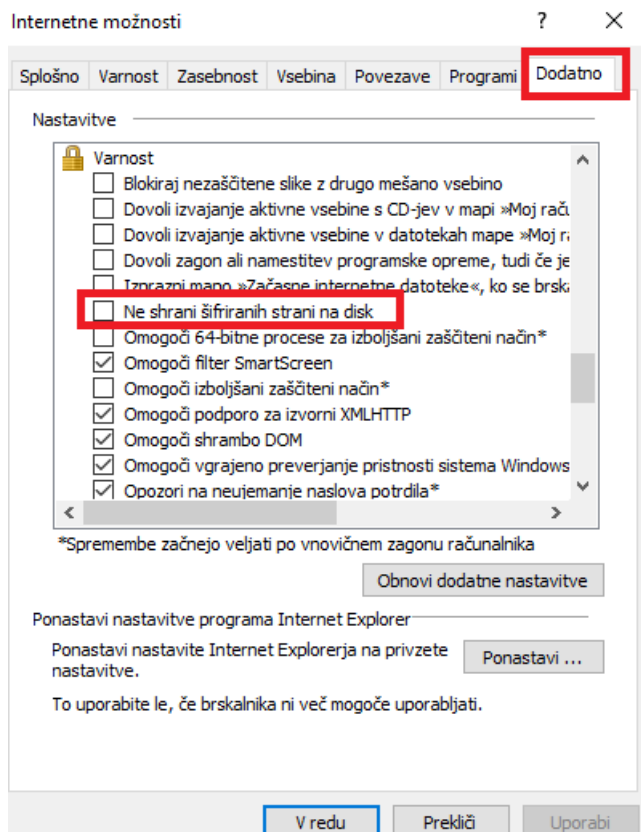 Internetne možnosti ? ×
Splošno Varnost Zasebnost Vsebina Povezave Programi Dodatno
Nastavitve
Varnost
Blokiraj nezaščitene slike z drugo mešano vsebino
Dovoli izvajanje aktivne vsebine s CD-jev v mapi »Moj raču
Dovoli izvajanje aktivne vsebine v datotekah mape »Moj ra
Dovoli zagon ali namestitev programske opreme, tudi če je
Izprazni mapo »Začasne internetne datoteke«, ko se brska
Ne shrani šifriranih strani na disk
Omogoči 64-bitne procese za izboljšani zaščiteni način*
Omogoči filter SmartScreen
Omogoči izboljšani zaščiteni način*
Omogoči podporo za izvorni XMLHTTP
Omogoči shrambo DOM
Omogoči vgrajeno preverjanje pristnosti sistema Windows
Opozori na neujemanje naslova potrdila*
*Spremembe začnejo veljati po vnovičnem zagonu računalnika
Obnovi dodatne nastavitve
Ponastavi nastavitve programa Internet Explorer
Ponastavi nastavite Internet Explorerja na privzete
nastavitve.
Ponastavi ...
To uporabite le, če brskalnika ni več mogoče uporabljati.
V redu Prekliči Uporabi